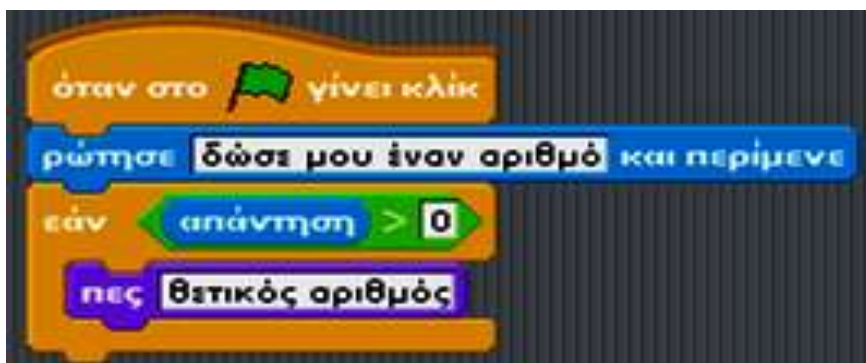 όταν στο γίνει κλίκ
ρώτησε δώσε μου έναν αριθμό και περίμενε
εάν απάντηση > 0
πες θετικός αριθμός